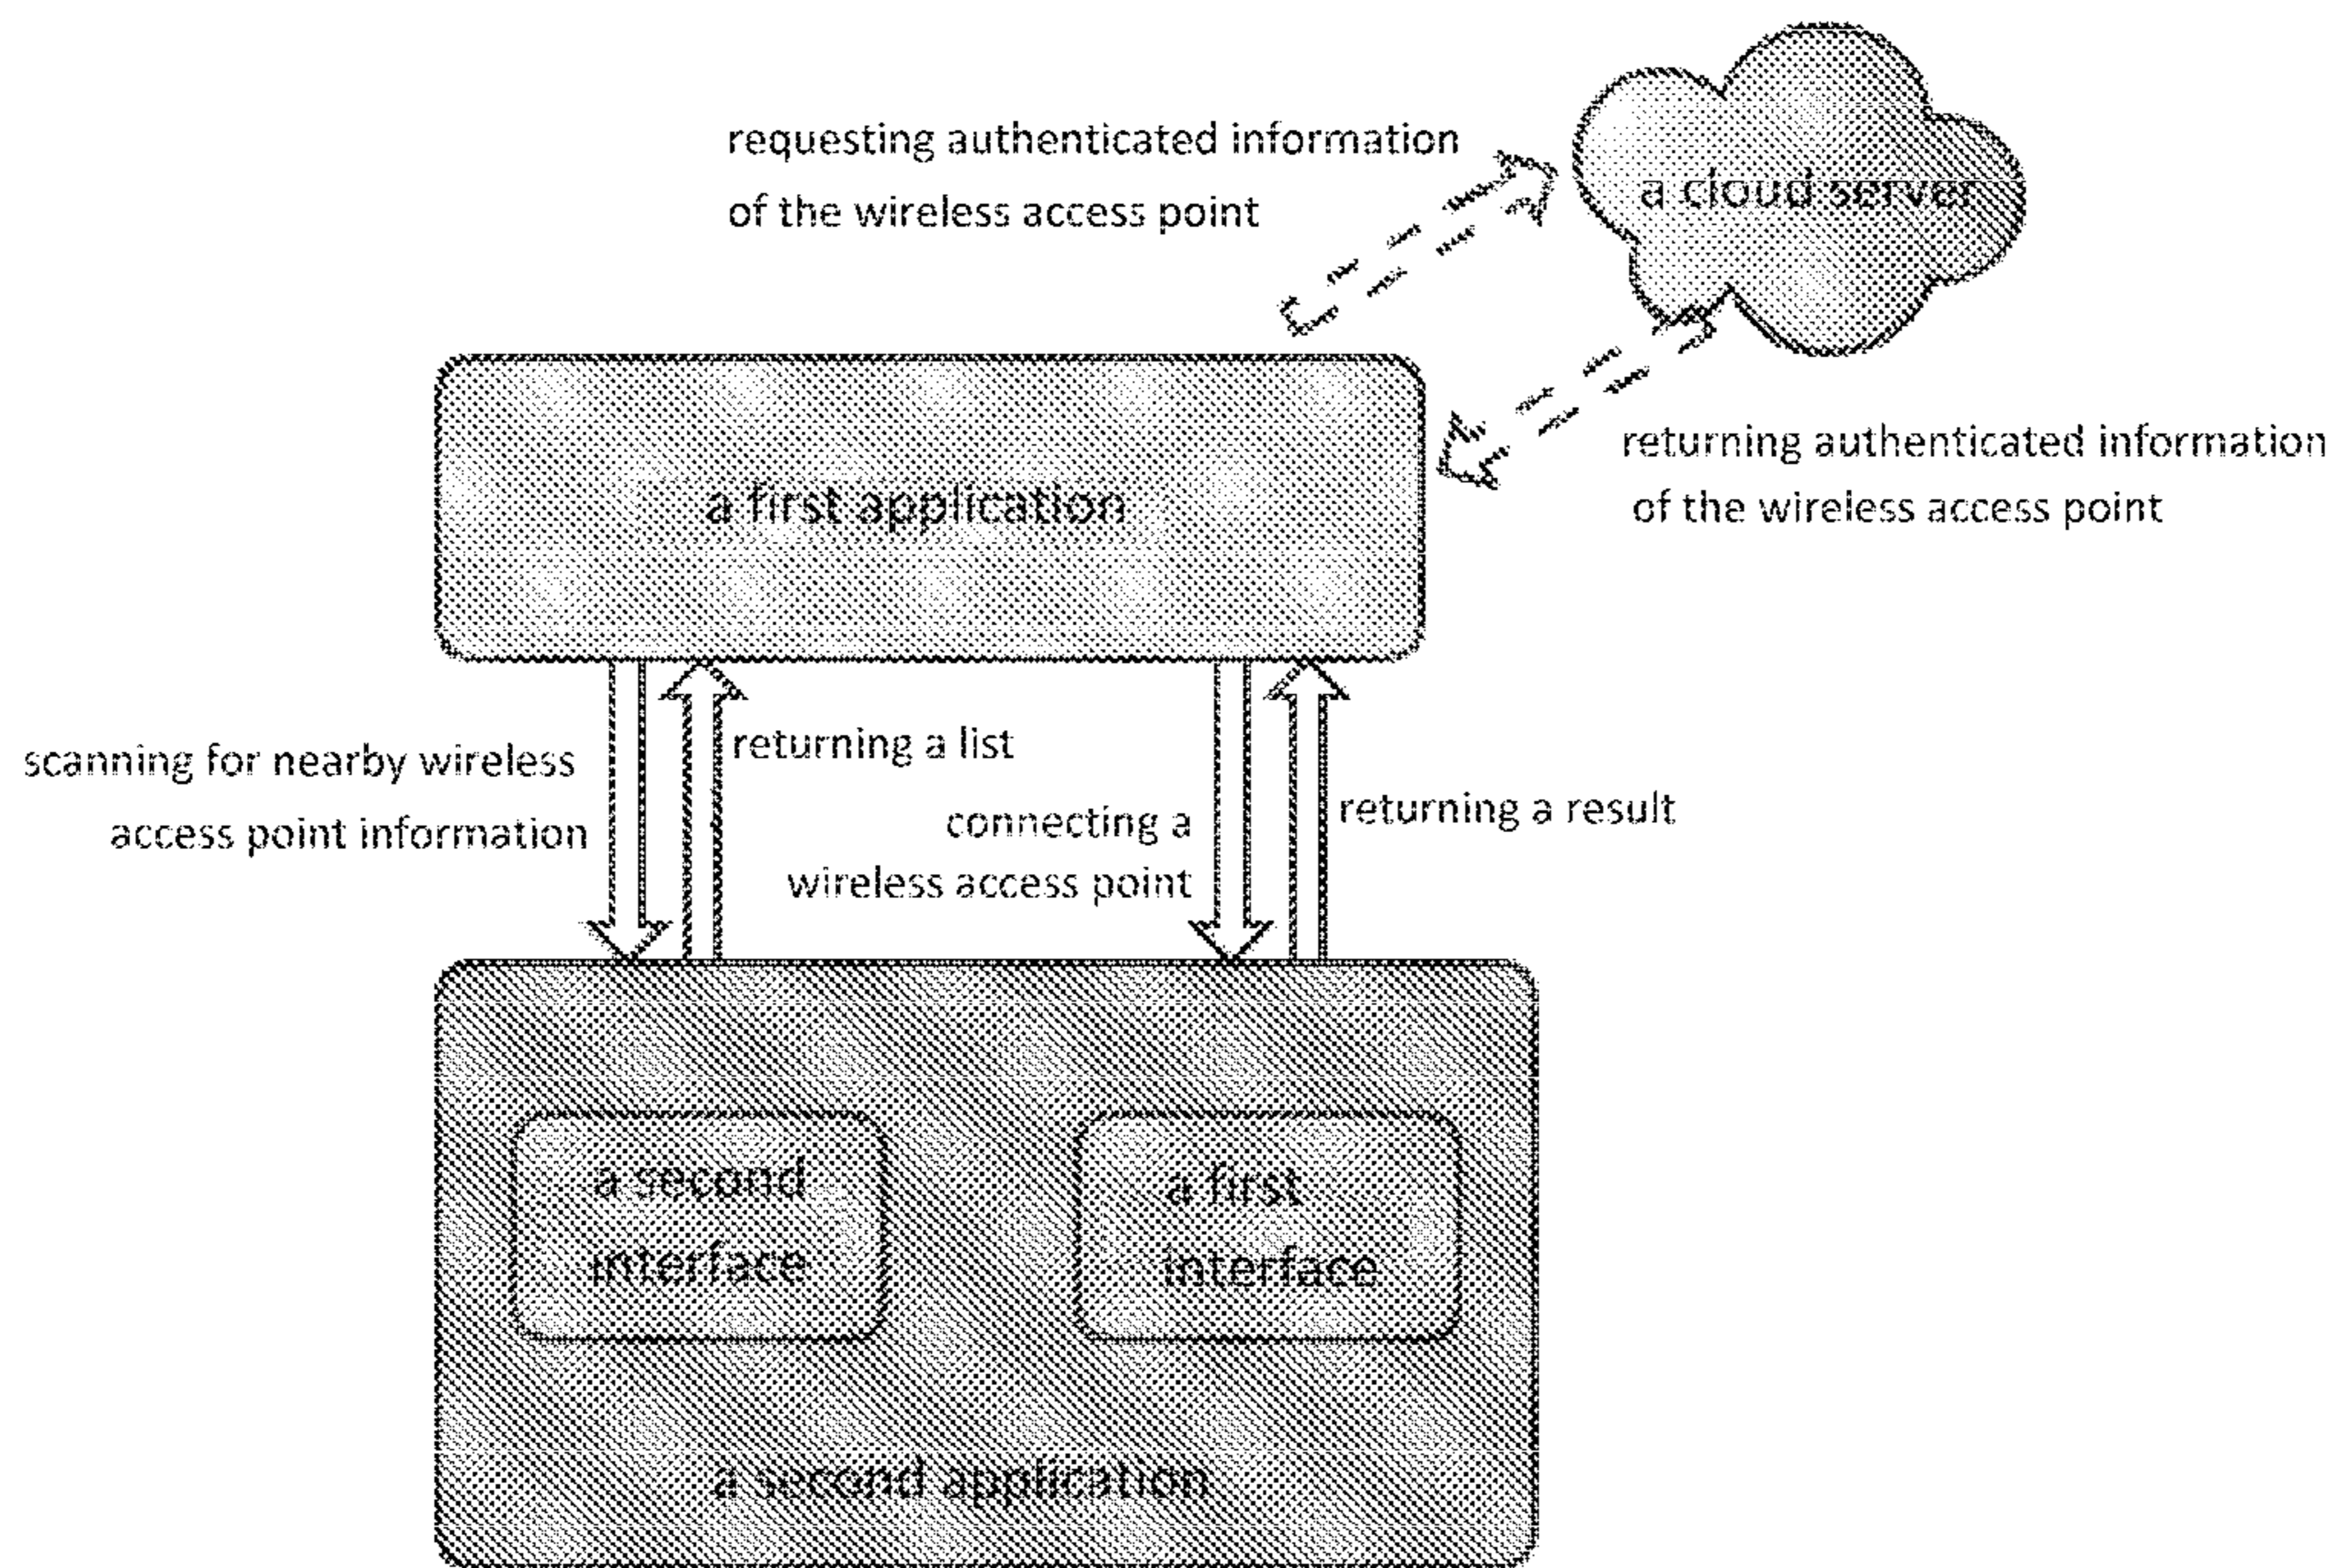 requesting authenticated information
of the wireless access point
a cloud server
returning authenticated information
of the wireless access point
a first application
scanning for nearby wireless
access point information
returning a list
connecting a
wireless access point
returning a result
a second
interface
a first
interface
a second application